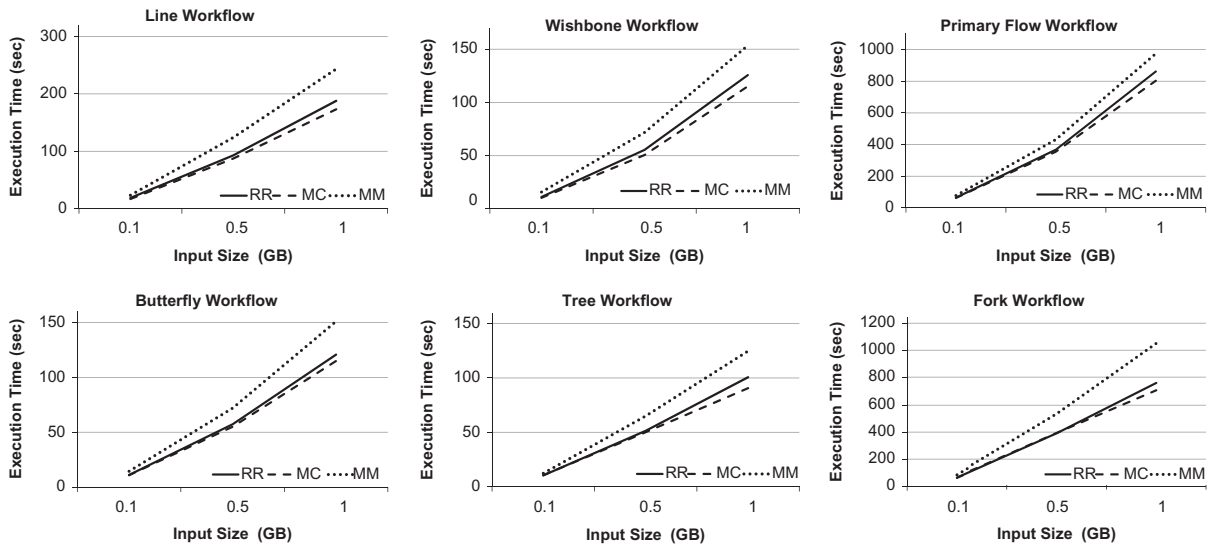 Line Workflow
Execution Time (sec)
300
200
100
0
RR MC MM
0.1 0.5 1
Input Size (GB)
Wishbone Workflow
Execution Time (sec)
150
100
50
0
RR MC MM
0.1 0.5 1
Input Size (GB)
Primary Flow Workflow
Execution Time (sec)
1000
800
600
400
200
0
RR MC MM
0.1 0.5 1
Input Size (GB)
Butterfly Workflow
Execution Time (sec)
150
100
50
0
RR MC MM
0.1 0.5 1
Input Size (GB)
Tree Workflow
Execution Time (sec)
150
100
50
0
RR MC MM
0.1 0.5 1
Input Size (GB)
Fork Workflow
Execution Time (sec)
1200
1000
800
600
400
200
0
RR MC MM
0.1 0.5 1
Input Size (GB)